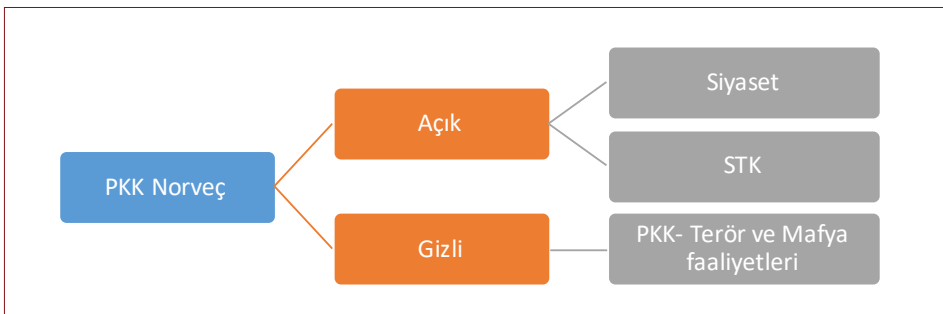 PKK Norveç
Açık
Gizli
Siyaset
STK
PKK- Terör ve Mafya
faaliyetleri